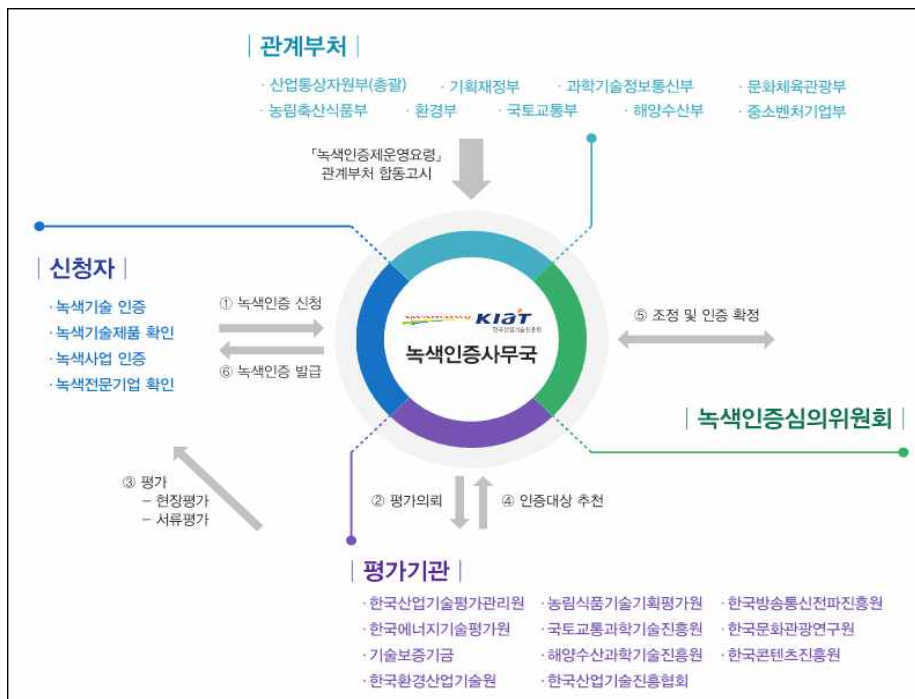 | 관계부처 |
· 산업통상자원부(총괄) · 기획재정부 · 과학기술정보통신부 · 문화체육관광부
· 농림축산식품부 · 환경부 · 국토교통부 · 해양수산부 · 중소벤처기업부
「녹색인증제운영요령」
관계부처 합동고시
| 신청자 |
· 녹색기술 인증
· 녹색기술제품 확인
· 녹색사업 인증
· 녹색전문기업 확인
① 녹색인증 신청
⑥ 녹색인증 발급
KIAT
한국산업기술진흥원
녹색인증사무국
⑤ 조정 및 인증 확정
| 녹색인증심의위원회 |
③ 평가
– 현장평가
– 서류평가
② 평가의뢰
④ 인증대상 추천
| 평가기관 |
· 한국산업기술평가관리원 · 농림식품기술기획평가원 · 한국방송통신전파진흥원
· 한국에너지기술평가원 · 국토교통과학기술진흥원 · 한국문화관광연구원
· 기술보증기금 · 해양수산과학기술진흥원 · 한국콘텐츠진흥원
· 한국환경산업기술원 · 한국산업기술진흥협회